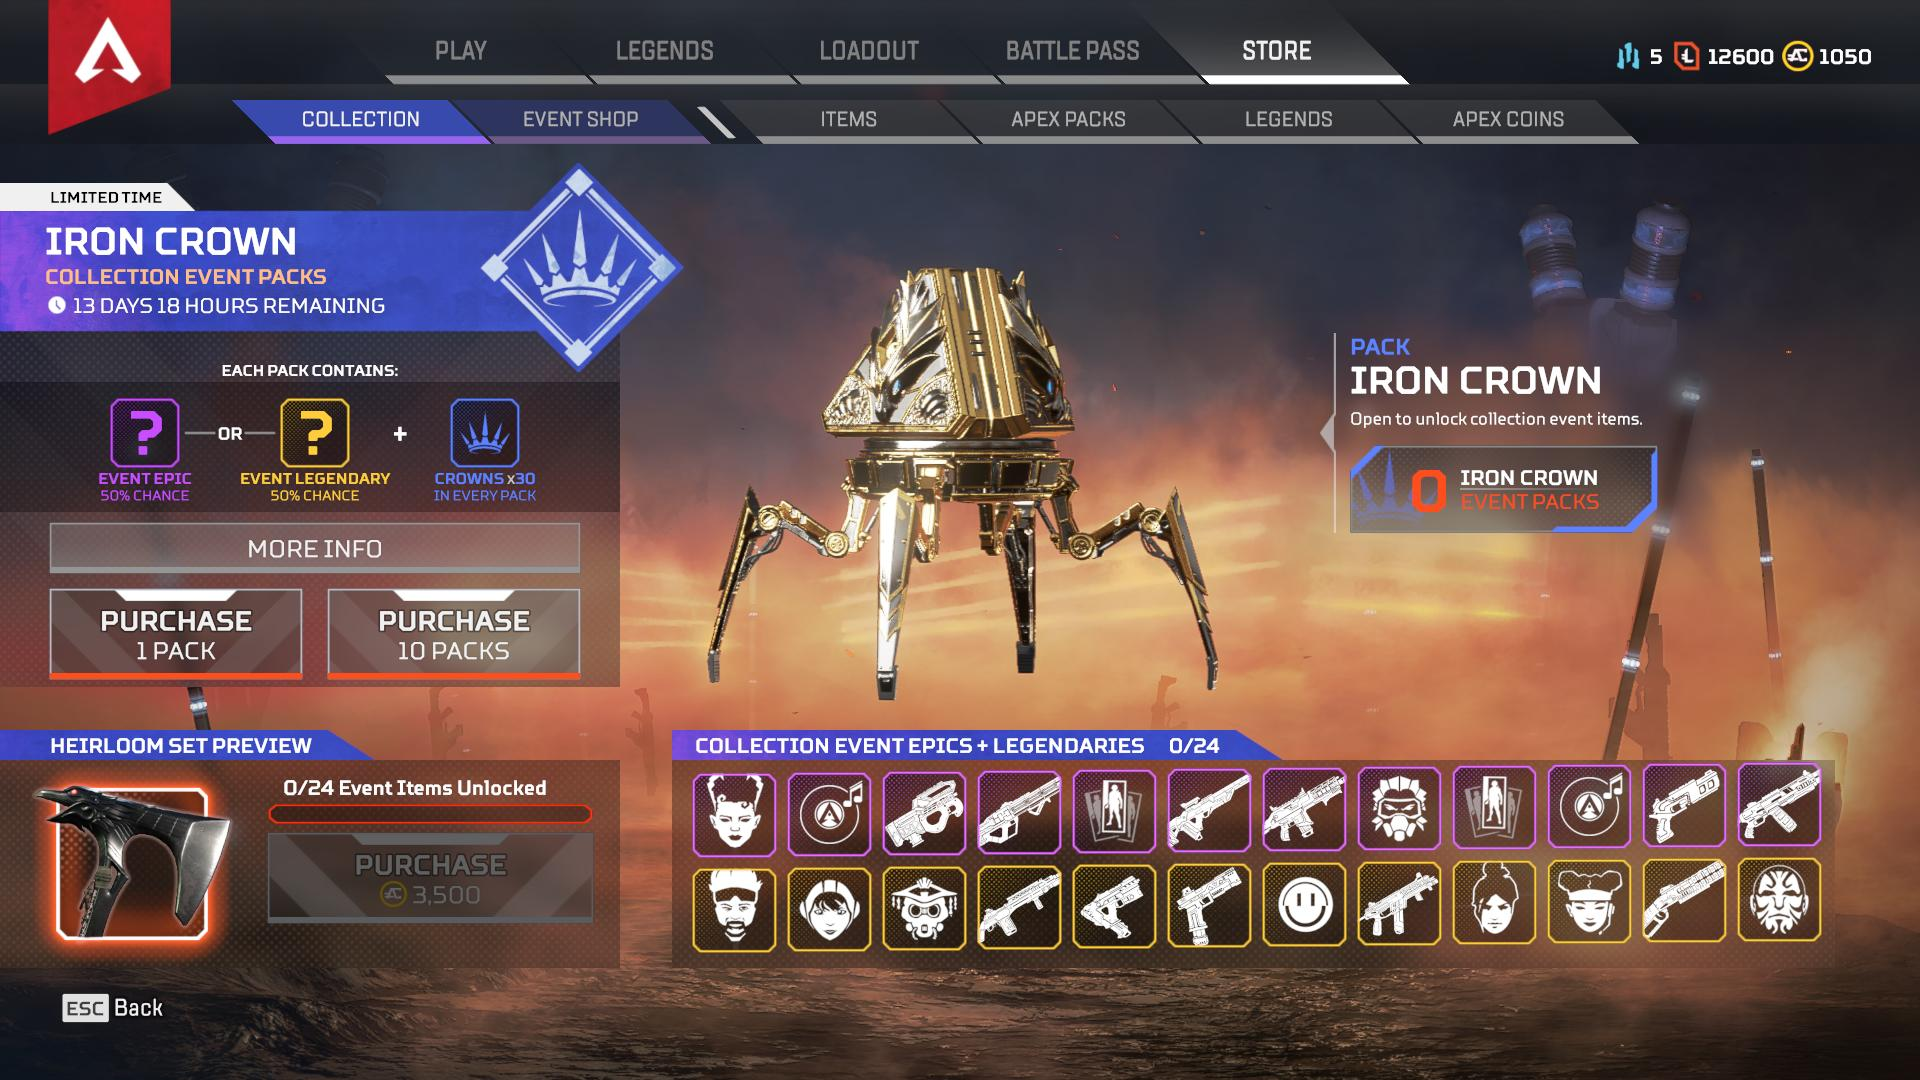 PLAY
LEGENDS
LOADOUT
BATTLE PASS
STORE
5
12600
1050
COLLECTION
EVENT SHOP
ITEMS
APEX PACKS
LEGENDS
APEX COINS
LIMITED TIME
IRON CROWN
COLLECTION EVENT PACKS
13 DAYS 18 HOURS REMAINING
EACH PACK CONTAINS:
?
OR
?
+
EVENT EPIC
50% CHANCE
EVENT LEGENDARY
50% CHANCE
CROWNS x30
IN EVERY PACK
MORE INFO
PURCHASE
1 PACK
PURCHASE
10 PACKS
PACK
IRON CROWN
Open to unlock collection event items.
0
IRON CROWN
EVENT PACKS
HEIRLOOM SET PREVIEW
0/24 Event Items Unlocked
PURCHASE
3,500
COLLECTION EVENT EPICS + LEGENDARIES 0/24
ESC Back